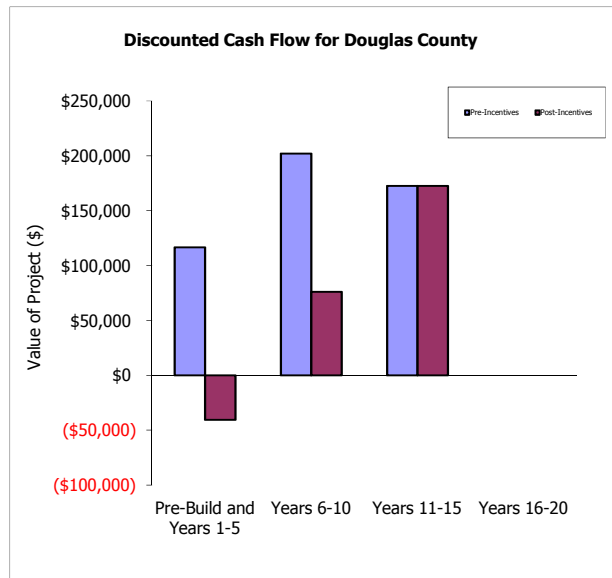 Discounted Cash Flow for Douglas County
Pre-Incentives Post-Incentives
Value of Project ($)
$250,000
$200,000
$150,000
$100,000
$50,000
$0
($50,000)
($100,000)
Pre-Build and
Years 1-5
Years 6-10
Years 11-15
Years 16-20